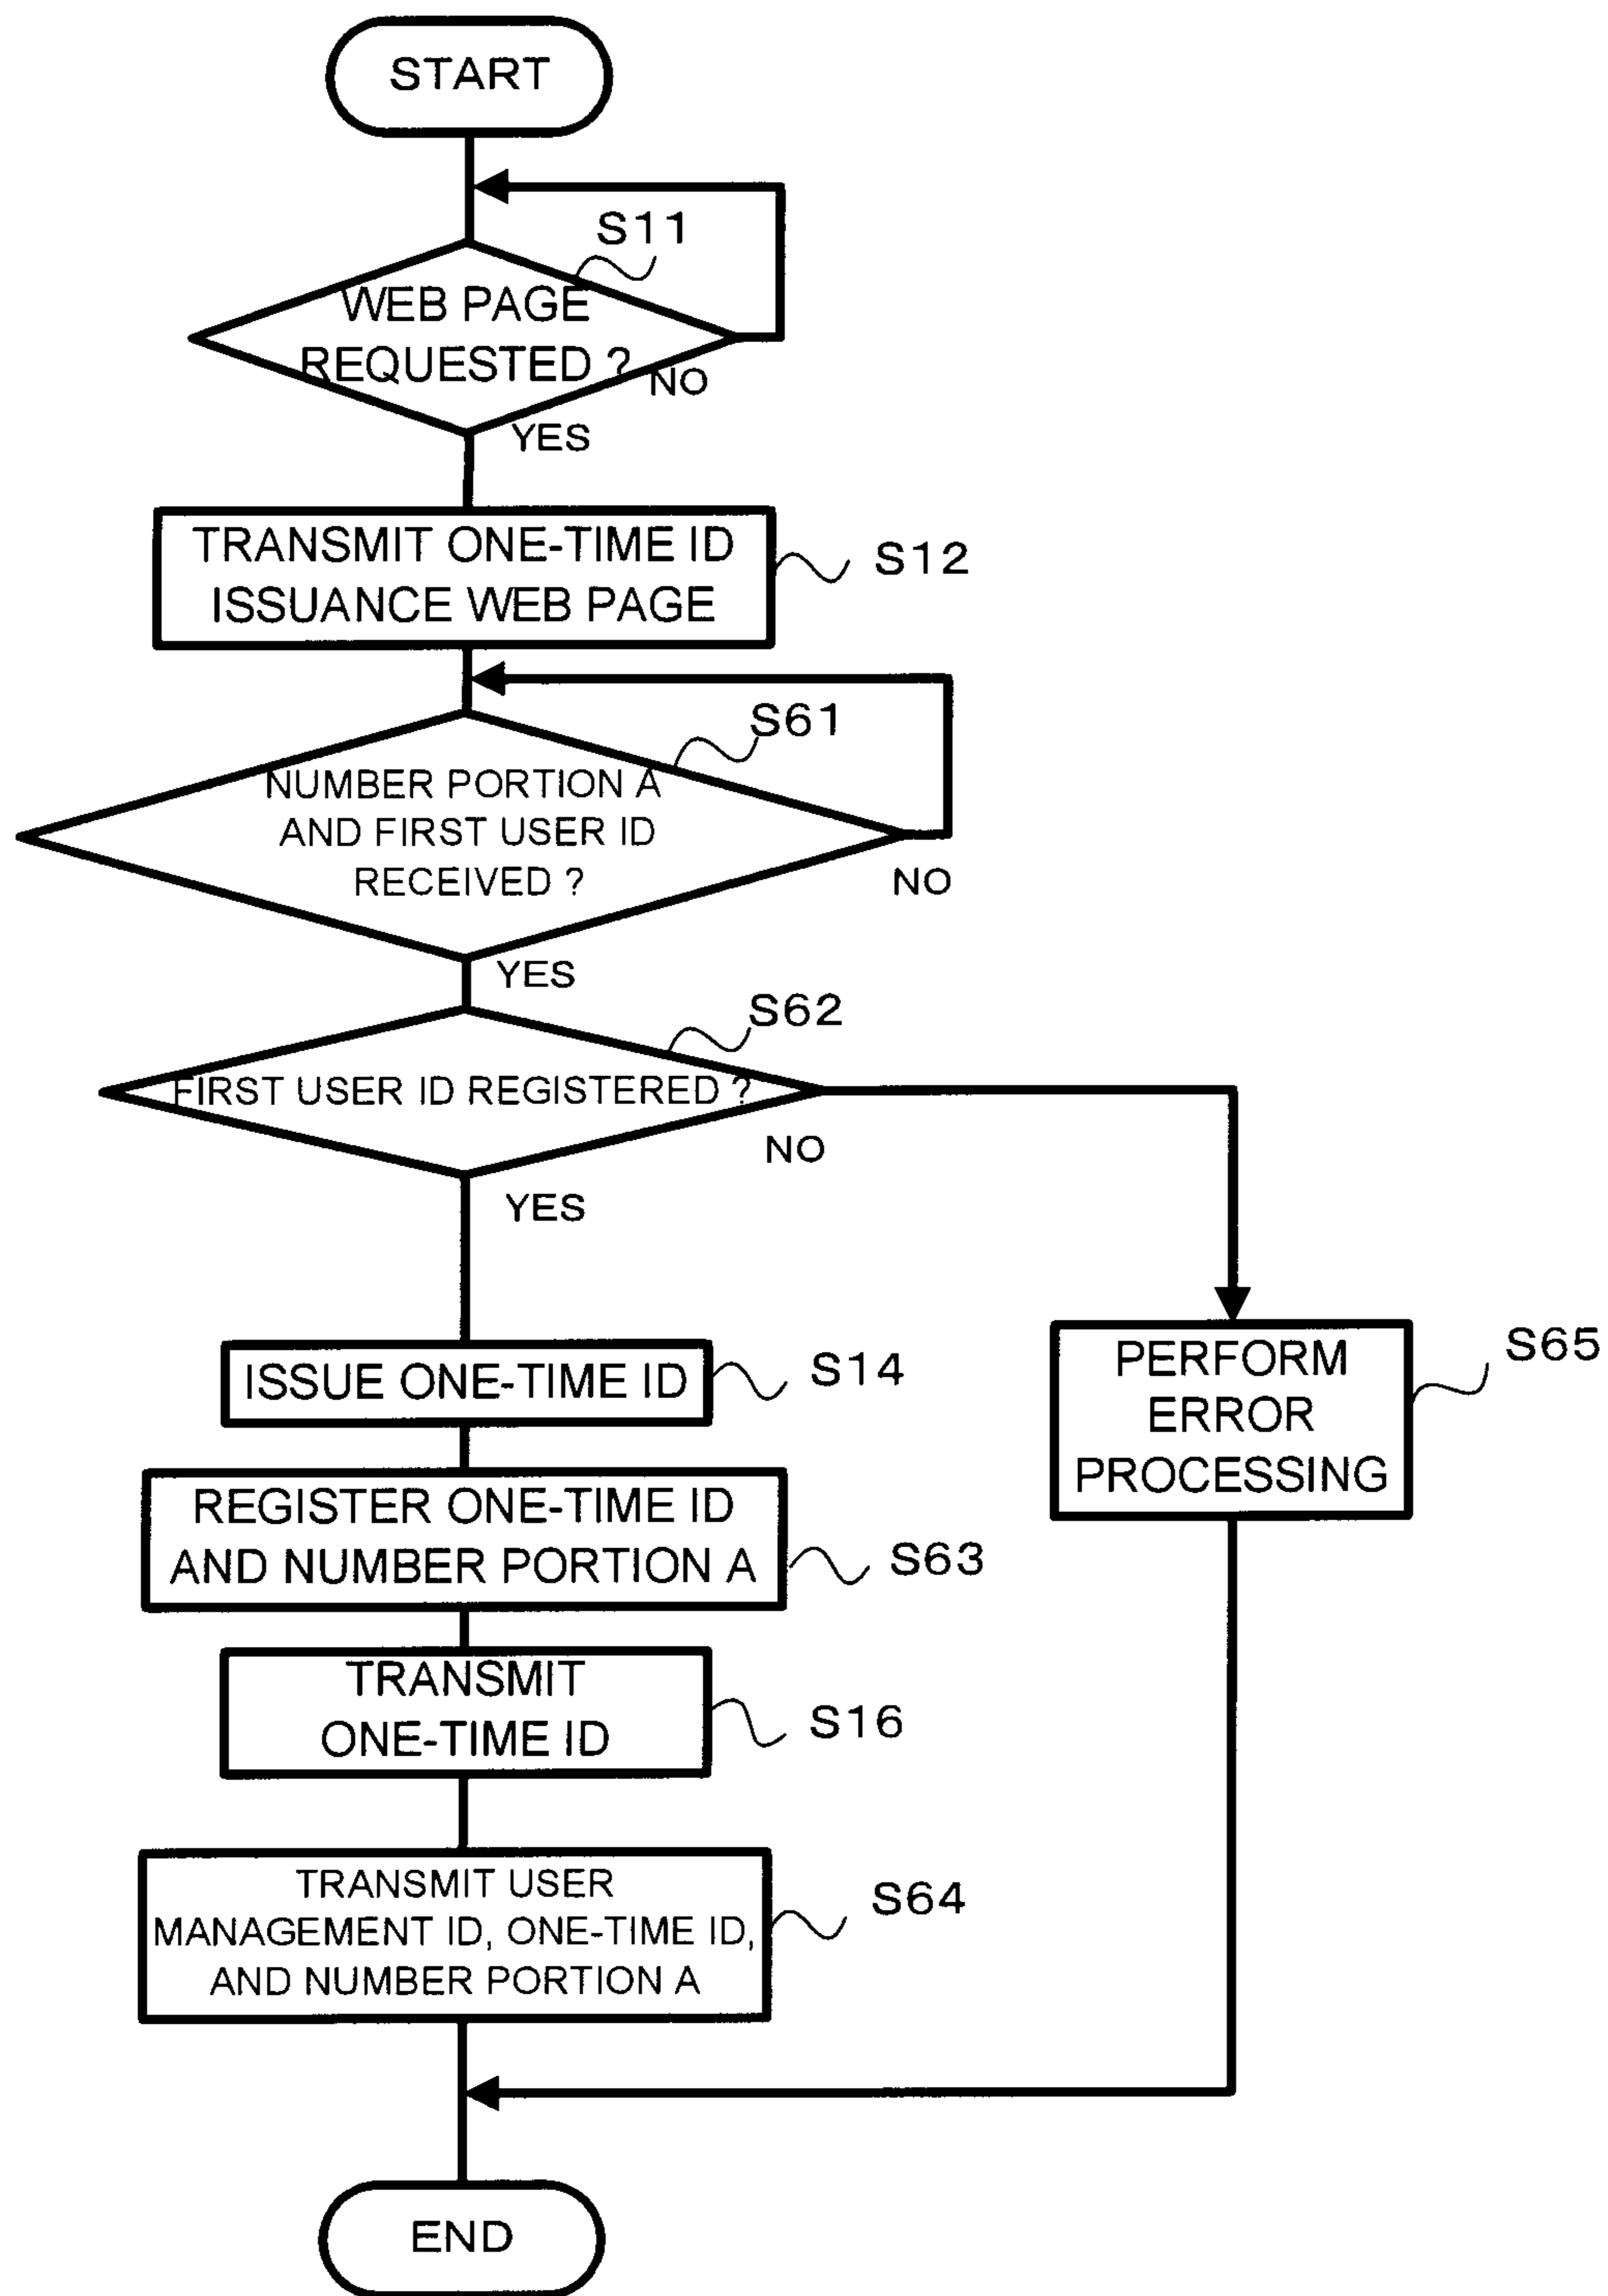 START
S11
WEB PAGE
REQUESTED ?
NO
YES
TRANSMIT ONE-TIME ID
ISSUANCE WEB PAGE
S12
S61
NUMBER PORTION A
AND FIRST USER ID
RECEIVED ?
NO
YES
S62
FIRST USER ID REGISTERED ?
NO
YES
ISSUE ONE-TIME ID
S14
PERFORM
ERROR
PROCESSING
S65
REGISTER ONE-TIME ID
AND NUMBER PORTION A
S63
TRANSMIT
ONE-TIME ID
S16
TRANSMIT USER
MANAGEMENT ID, ONE-TIME ID,
AND NUMBER PORTION A
S64
END